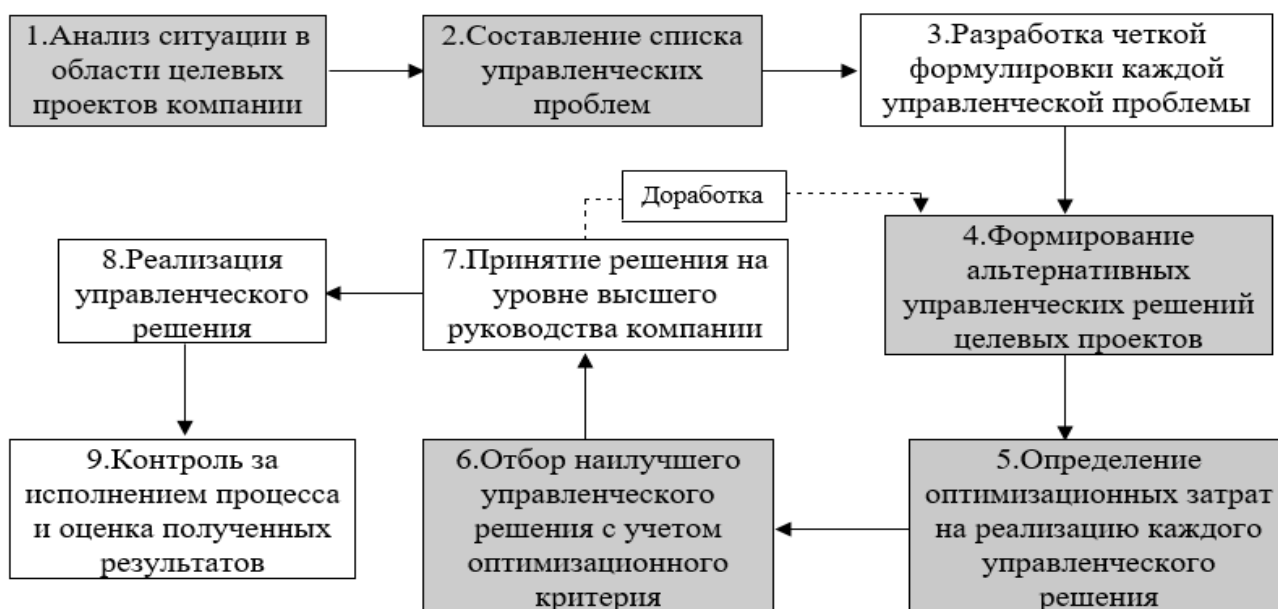 1.Анализ ситуации в
области целевых
проектов компании
2.Составление списка
управленческих
проблем
3.Разработка четкой
формулировки каждой
управленческой проблемы
Доработка
4.Формирование
альтернативных
управленческих решений
целевых проектов
5.Определение
оптимизационных затрат
на реализацию каждого
управленческого
решения
6.Отбор наилучшего
управленческого
решения с учетом
оптимизационного
критерия
7.Принятие решения на
уровне высшего
руководства компании
8.Реализация
управленческого
решения
9.Контроль за
исполнением процесса
и оценка полученных
результатов